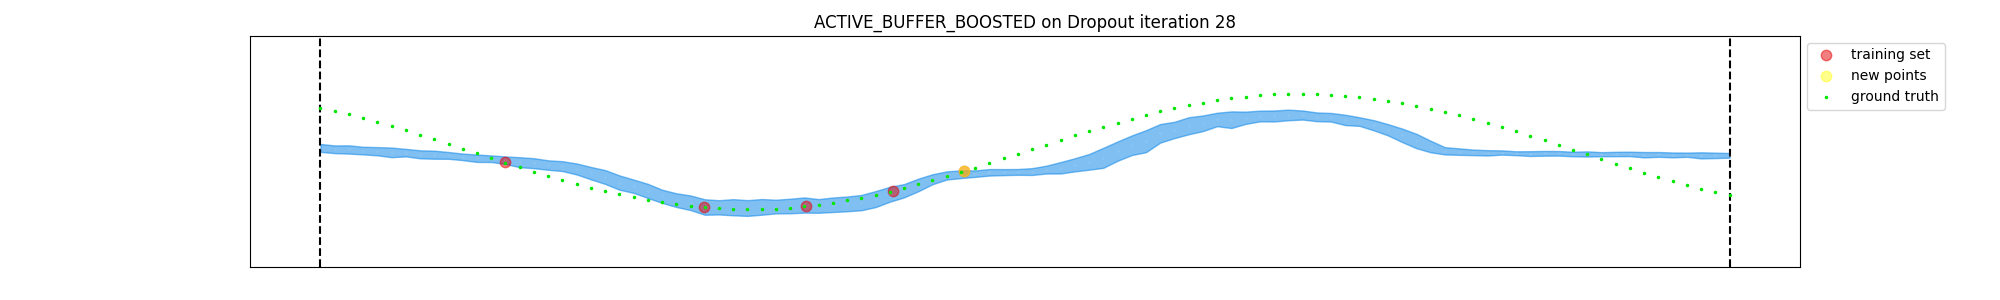 ACTIVE_BUFFER_BOOSTED on Dropout iteration 28
training set
new points
ground truth